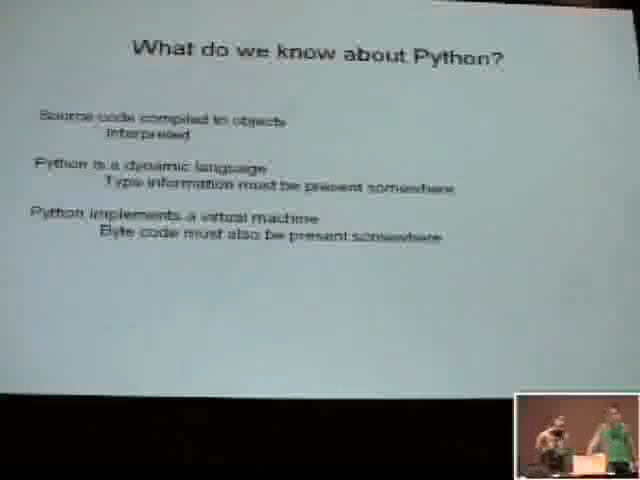 What do we know about Python?
Source code compiled to objects
Interpreted
Python is a dynamic language
Type information must be present somewhere
Python implements a virtual machine
Byte code must also be present somewhere